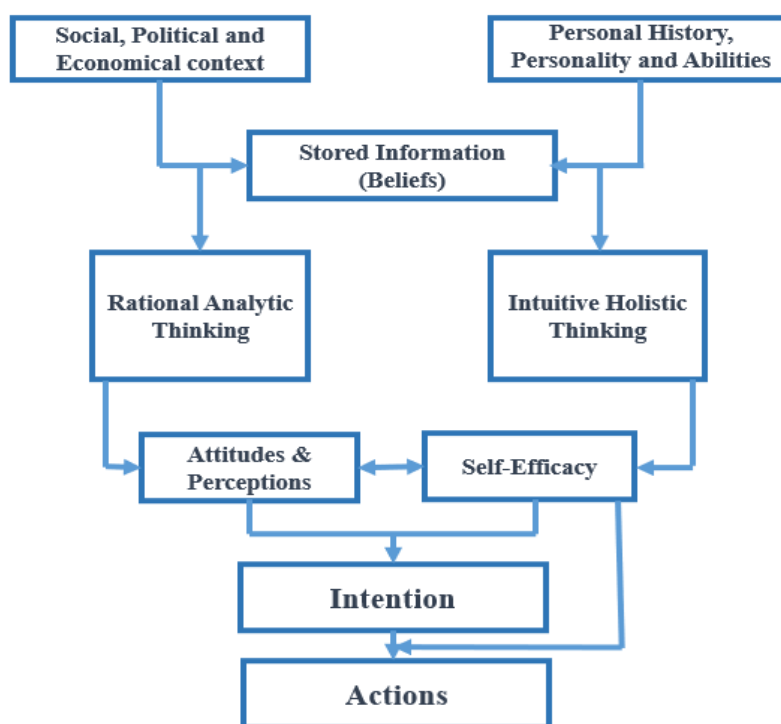 Social, Political and
Economical context
Personal History,
Personality and Abilities
Stored Information
(Beliefs)
Rational Analytic
Thinking
Intuitive Holistic
Thinking
Attitudes &
Perceptions
Self-Efficacy
Intention
Actions